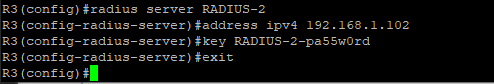 R3(config)#radius server RADIUS-2
R3(config-radius-server)#address ipv4 192.168.1.102
R3(config-radius-server)#key RADIUS-2-pa55w0rd
R3(config-radius-server)#exit
R3(config)#